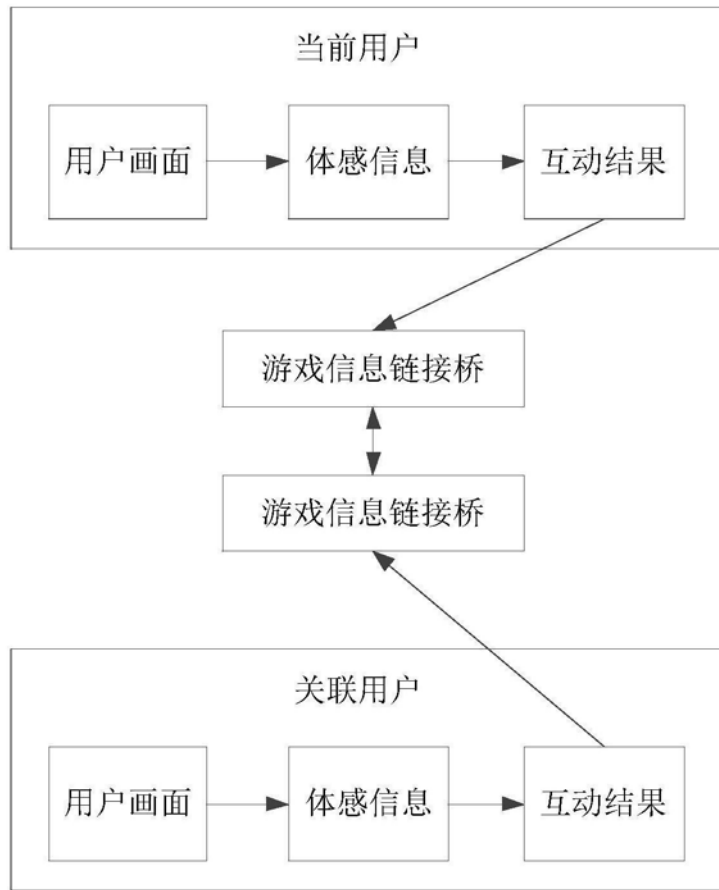 当前用户
用户画面
体感信息
互动结果
游戏信息链接桥
游戏信息链接桥
关联用户
用户画面
体感信息
互动结果